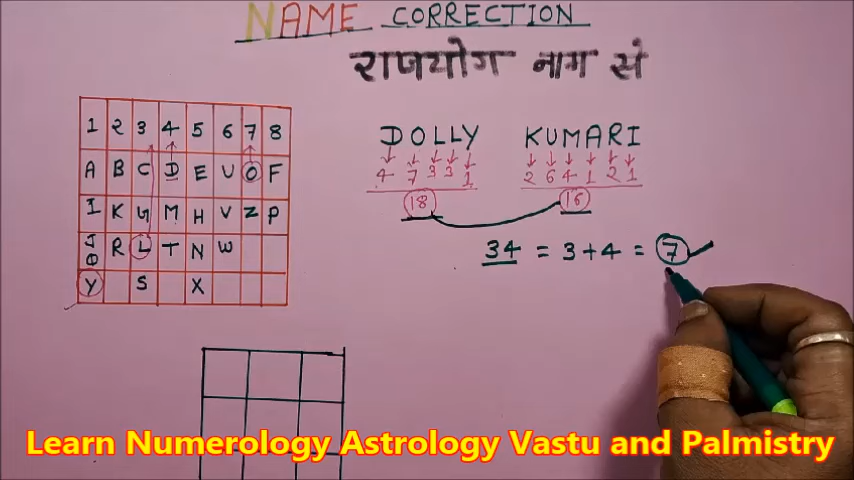 NAME CORRECTION
राजयोग नाग सं
1 2 3 4 5 6 7 8
A B C D E U O F
I K G M H V Z P
J Q R L T N W
Y S X
DOLLY KUMARI
4 7 3 3 1 2 6 4 1 2 1
18 16
34 = 3+4 = 7
Learn Numerology Astrology Vastu and Palmistry